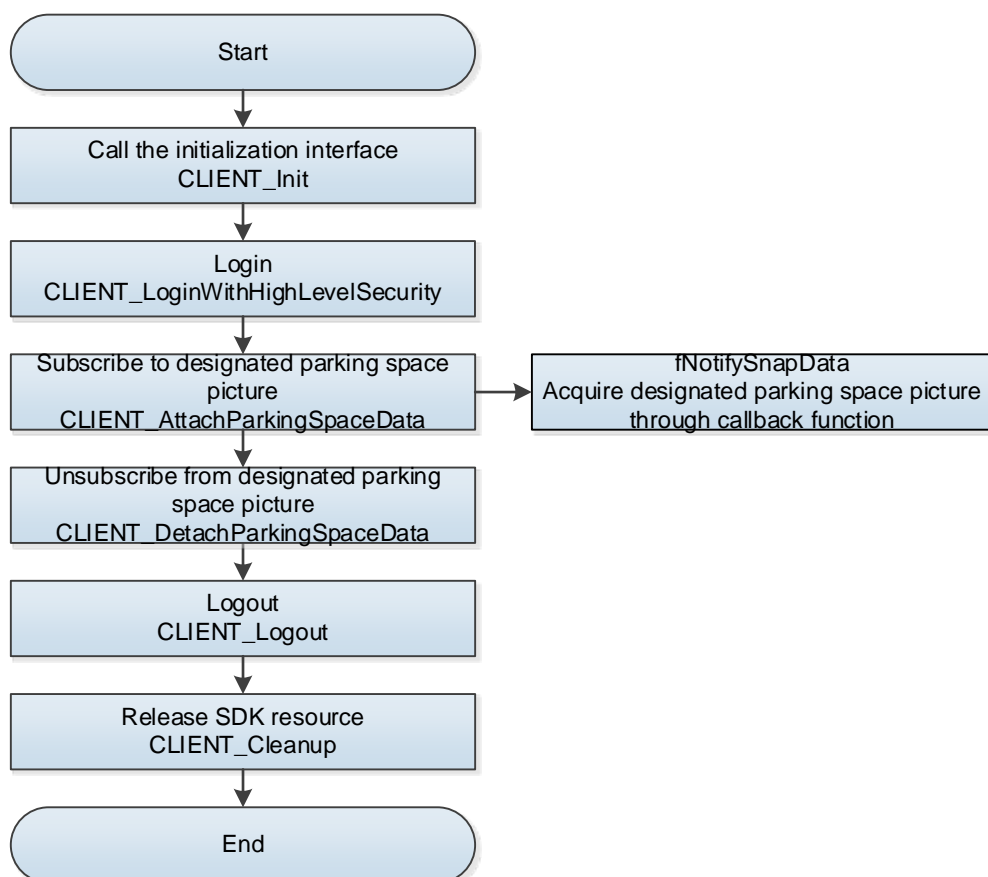 Start
Call the initialization interface
CLIENT_Init
Login
CLIENT_LoginWithHighLevelSecurity
Subscribe to designated parking space
picture
CLIENT_AttachParkingSpaceData
fNotifySnapData
Acquire designated parking space picture
through callback function
Unsubscribe from designated parking
space picture
CLIENT_DetachParkingSpaceData
Logout
CLIENT_Logout
Release SDK resource
CLIENT_Cleanup
End